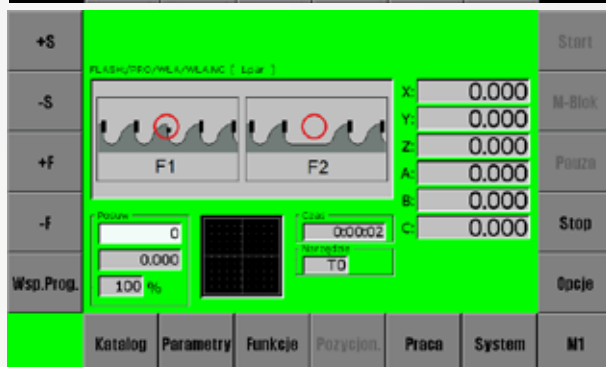 +S
-S
+F
-F
Wsp.Prog.
FLASH/PRO/WLA/WLANC [ Lpar ]
F1
F2
X: 0.000
Y: 0.000
Z: 0.000
A: 0.000
B: 0.000
C: 0.000
Posuw
0
0.000
100 %
Czas
0:00:02
Narzędzie
T0
Start
M-Blok
Pauza
Stop
Opcje
Katalog Parametry Funkcje Pozycjon. Praca System M1